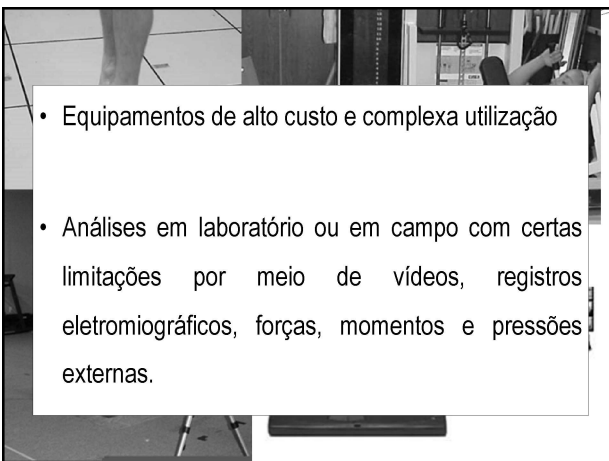 • Equipamentos de alto custo e complexa utilização
• Análises em laboratório ou em campo com certas
limitações por meio de vídeos, registros
eletromiográficos, forças, momentos e pressões
externas.